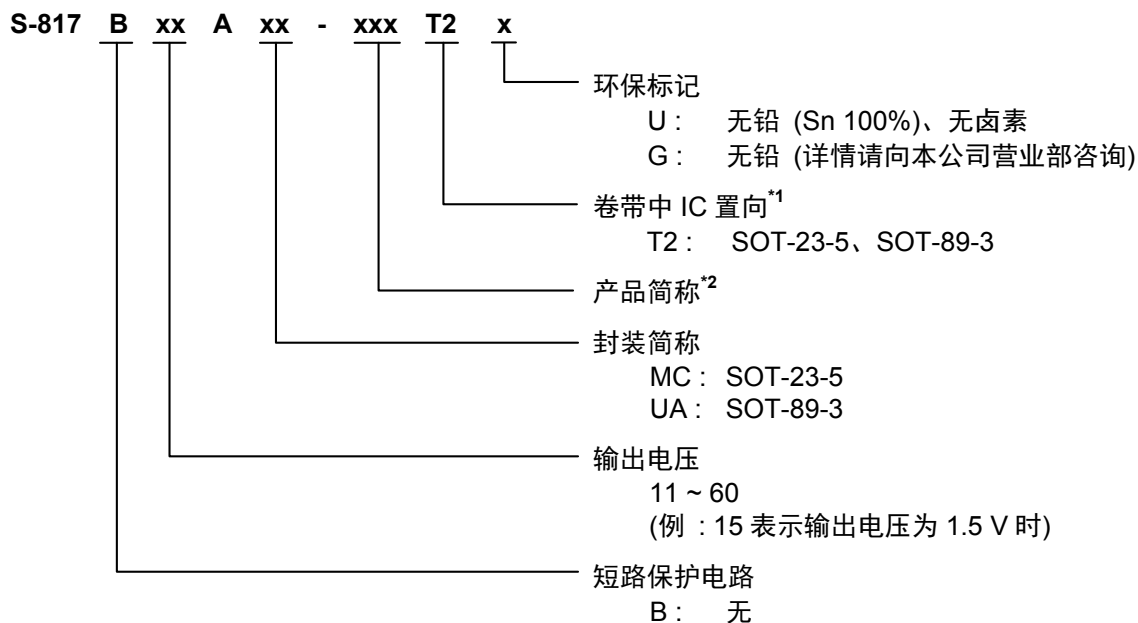 S-817 B xx A xx - xxx T2 x
环保标记
U : 无铅 (Sn 100%)、无卤素
G : 无铅 (详情请向本公司营业部咨询)
卷带中 IC 置向*1
T2 : SOT-23-5、SOT-89-3
产品简称*2
封装简称
MC : SOT-23-5
UA : SOT-89-3
输出电压
11 ~ 60
(例 : 15 表示输出电压为 1.5 V 时)
短路保护电路
B : 无